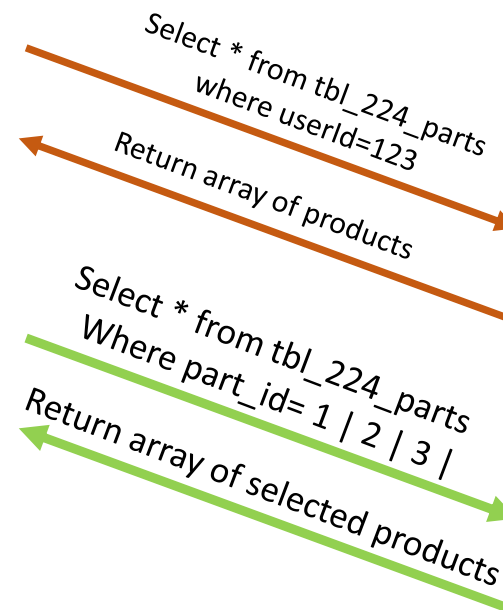 Select * from tbl_224_parts
where userId=123
Return array of products
Select * from tbl_224_parts
Where part_id= 1 | 2 | 3 |
Return array of selected products